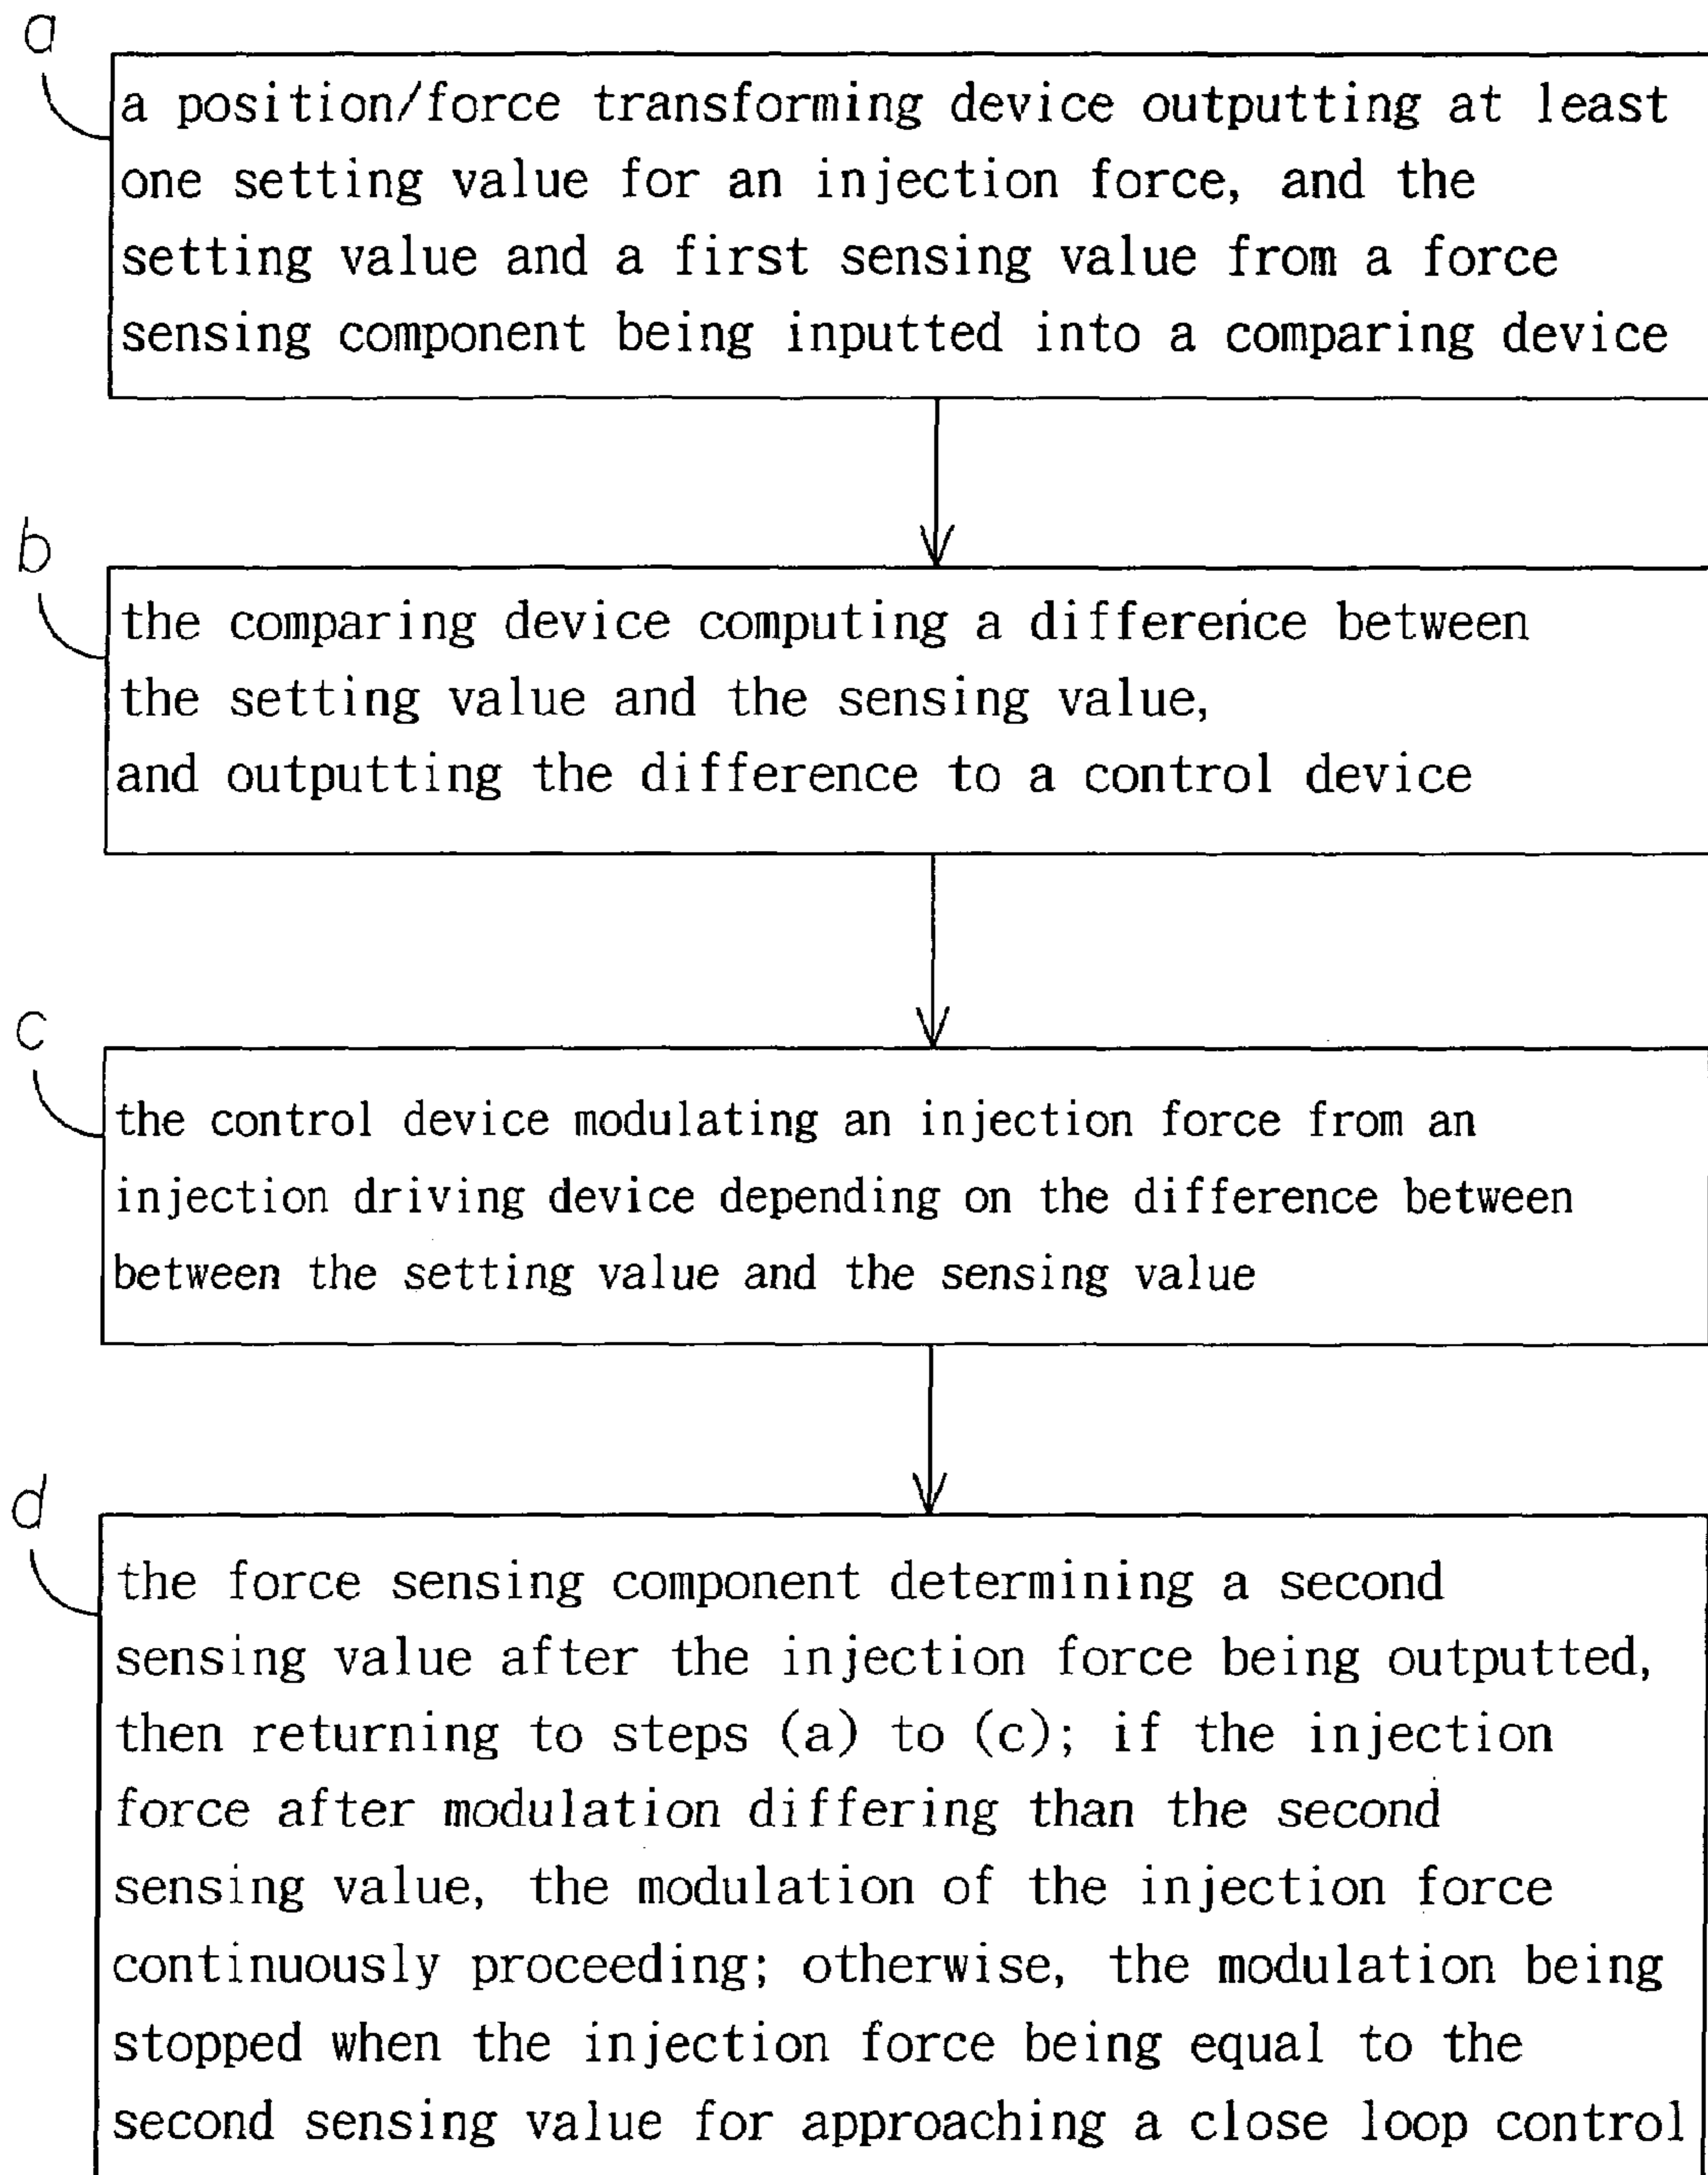 a
a position/force transforming device outputting at least
one setting value for an injection force, and the
setting value and a first sensing value from a force
sensing component being inputted into a comparing device
b
the comparing device computing a difference between
the setting value and the sensing value,
and outputting the difference to a control device
c
the control device modulating an injection force from an
injection driving device depending on the difference between
between the setting value and the sensing value
d
the force sensing component determining a second
sensing value after the injection force being outputted,
then returning to steps (a) to (c); if the injection
force after modulation differing than the second
sensing value, the modulation of the injection force
continuously proceeding; otherwise, the modulation being
stopped when the injection force being equal to the
second sensing value for approaching a close loop control